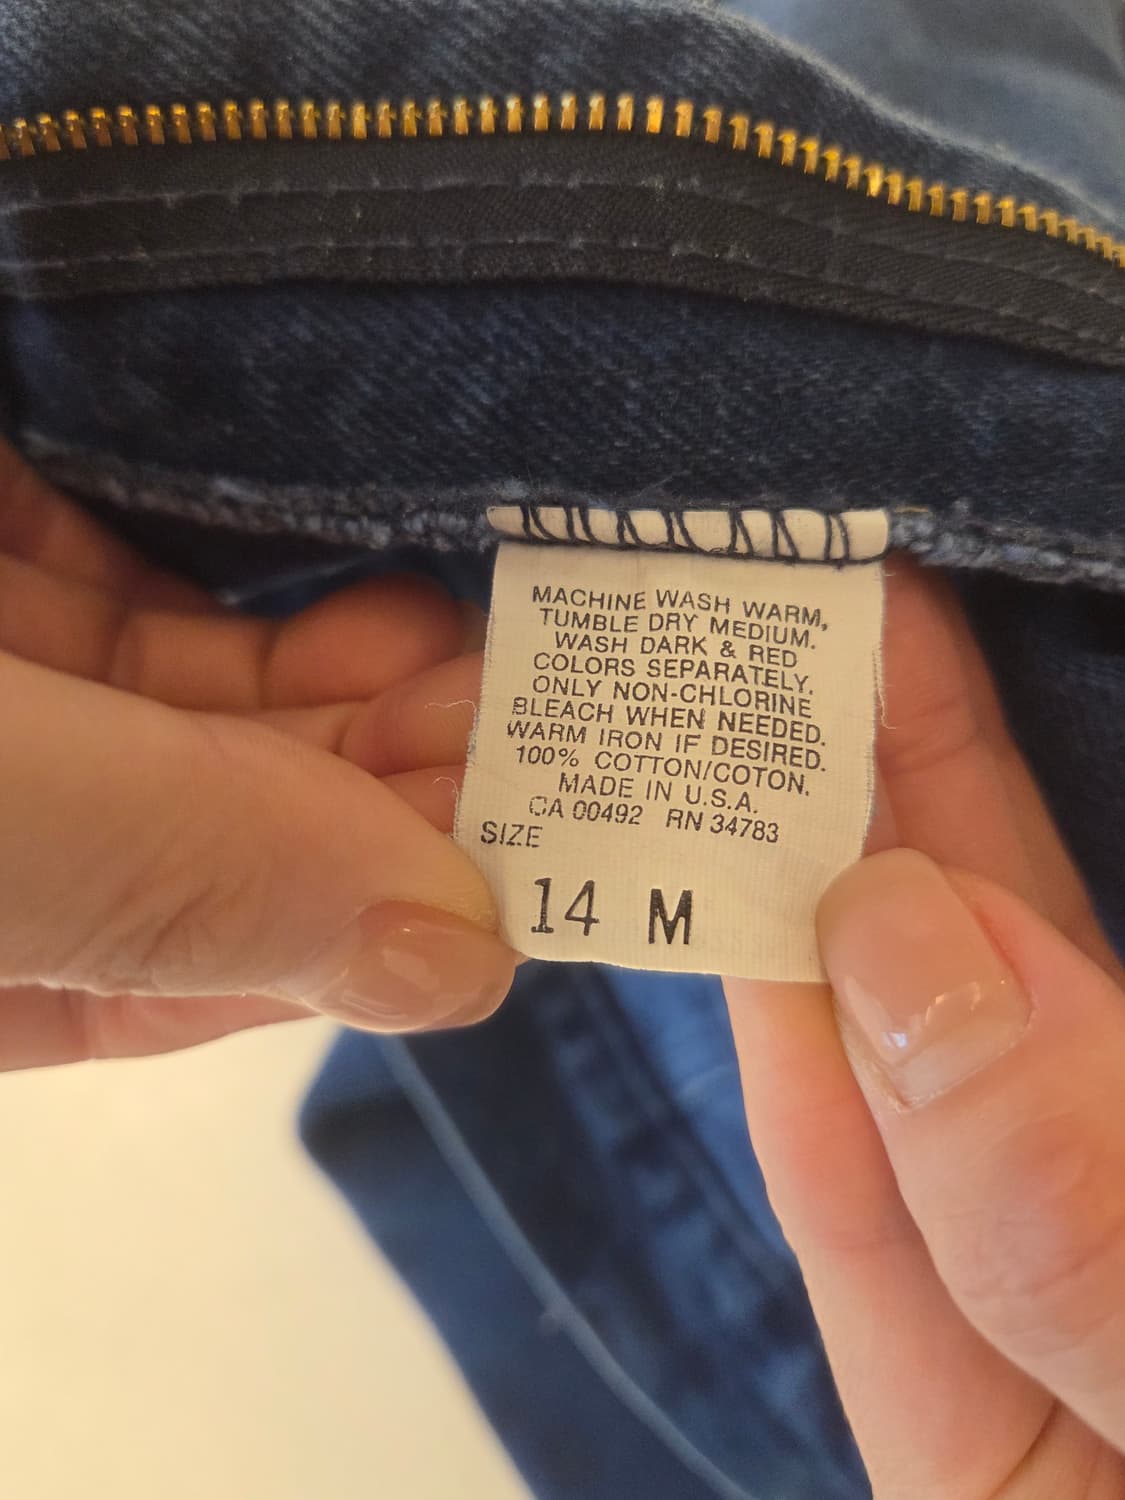 MACHINE WASH WARM,
TUMBLE DRY MEDIUM.
WASH DARK & RED
COLORS SEPARATELY.
ONLY NON-CHLORINE
BLEACH WHEN NEEDED.
WARM IRON IF DESIRED.
100% COTTON/COTON.
MADE IN U.S.A.
CA 00492 RN 34783
SIZE
14 M